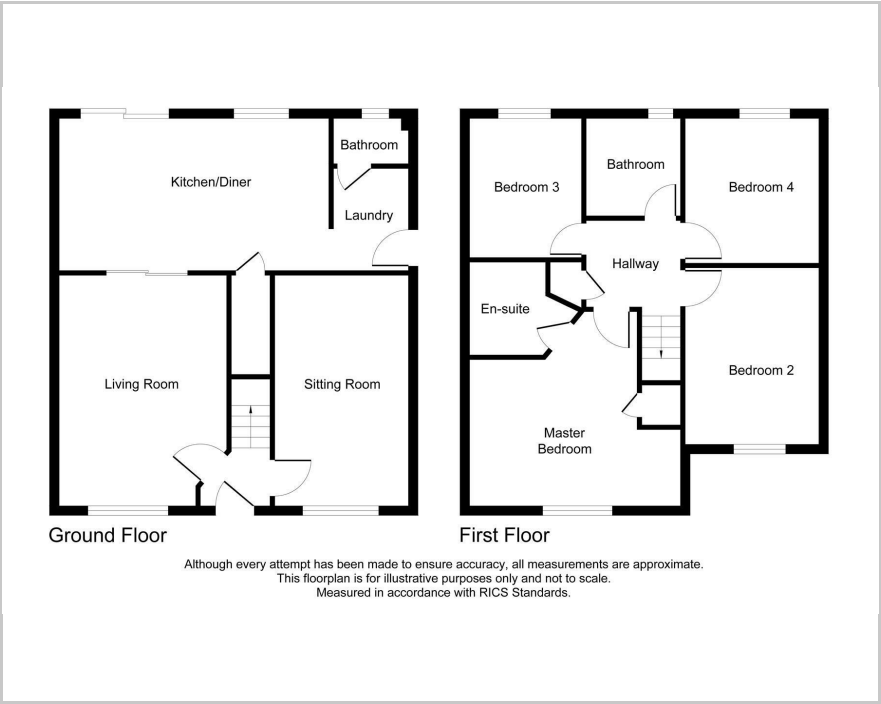 Kitchen/Diner
Bathroom
Laundry
Living Room
Sitting Room
Ground Floor
Bedroom 3
Bathroom
Bedroom 4
Hallway
En-suite
Bedroom 2
Master
Bedroom
First Floor
Although every attempt has been made to ensure accuracy, all measurements are approximate.
This floorplan is for illustrative purposes only and not to scale.
Measured in accordance with RICS Standards.